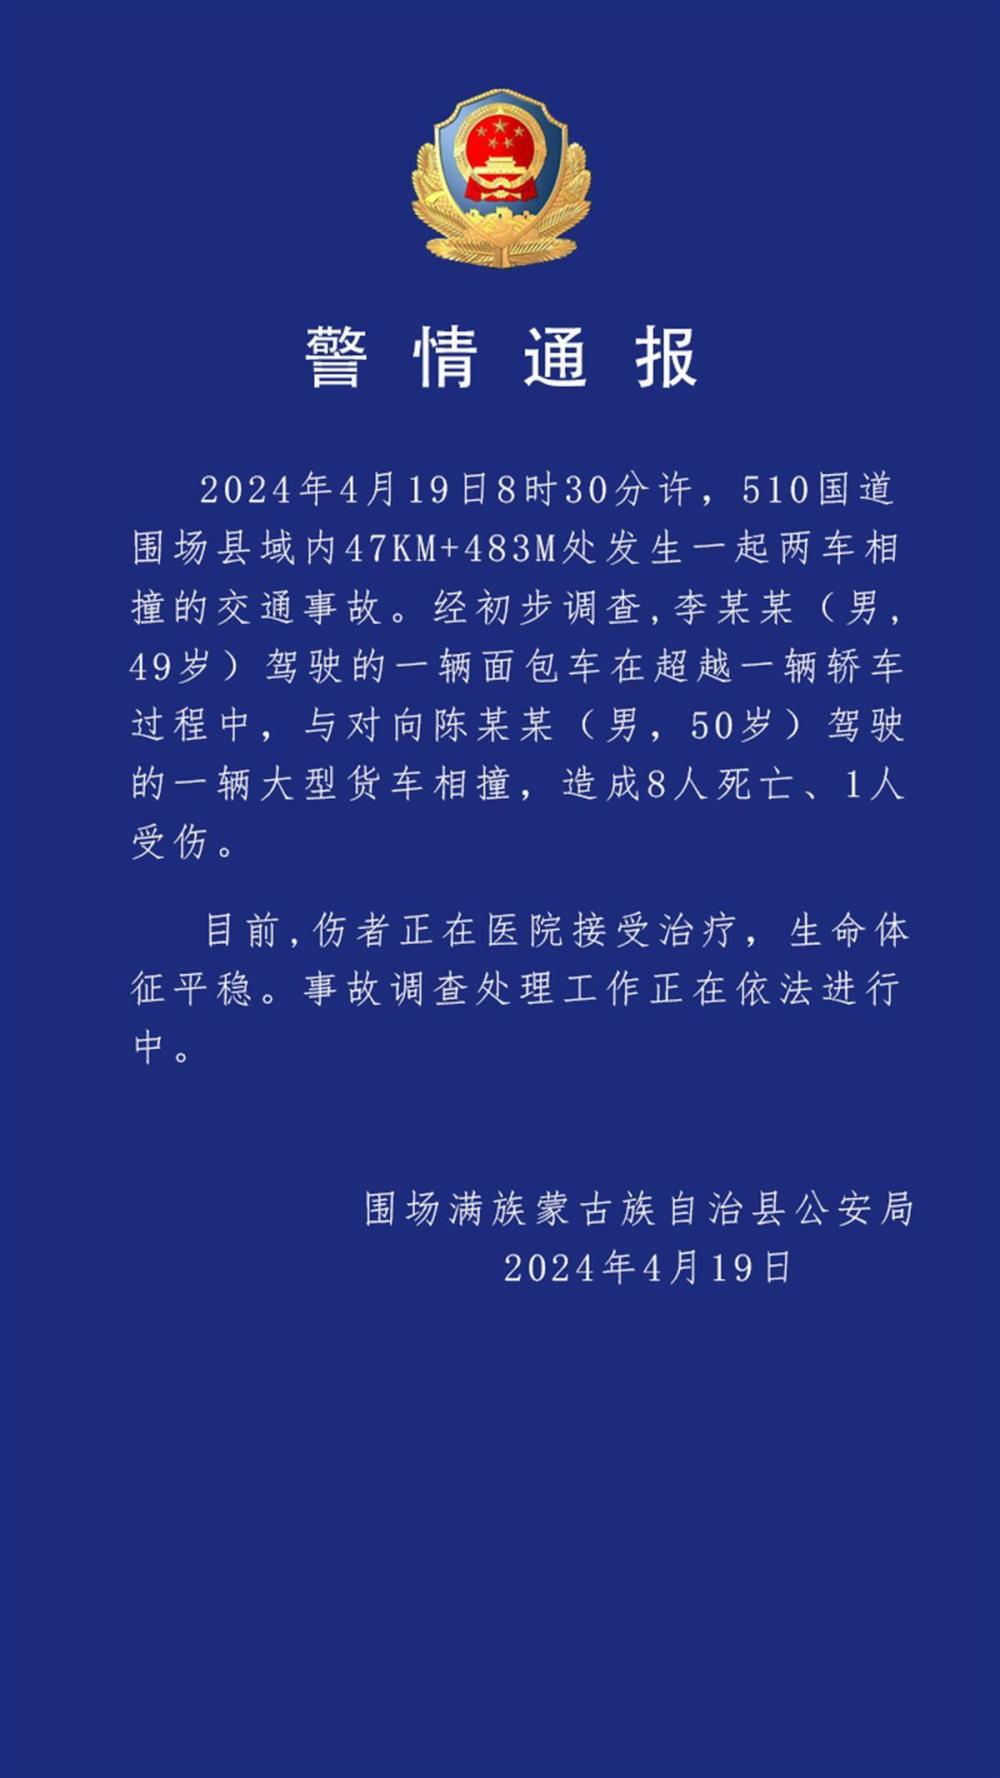 警情通报
2024年4月19日8时30分许，510国道
围场县域内47KM+483M处发生一起两车相
撞的交通事故。经初步调查,李某某（男,
49岁）驾驶的一辆面包车在超越一辆轿车
过程中，与对向陈某某（男，50岁）驾驶
的一辆大型货车相撞，造成8人死亡、1人
受伤。
目前,伤者正在医院接受治疗，生命体
征平稳。事故调查处理工作正在依法进行
中。
围场满族蒙古族自治县公安局
2024年4月19日